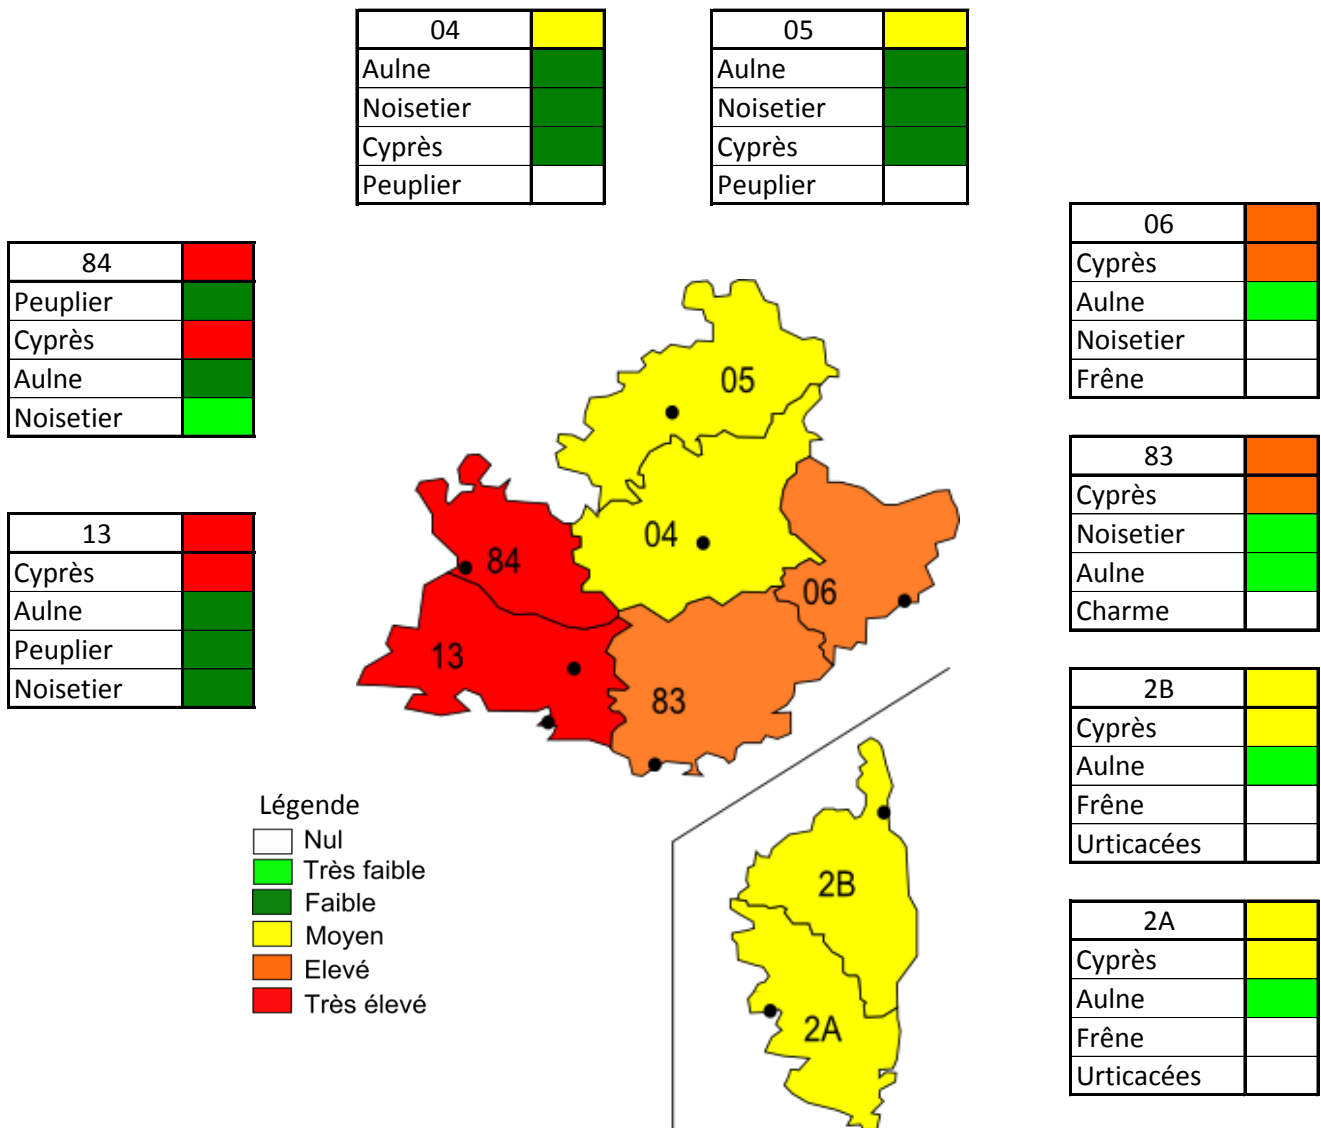 04
Aulne
Noisetier
Cyprès
Peuplier
05
Aulne
Noisetier
Cyprès
Peuplier
84
Peuplier
Cyprès
Aulne
Noisetier
13
Cyprès
Aulne
Peuplier
Noisetier
06
Cyprès
Aulne
Noisetier
Frêne
83
Cyprès
Noisetier
Aulne
Charme
2B
Cyprès
Aulne
Frêne
Urticacées
2A
Cyprès
Aulne
Frêne
Urticacées
05
04
84
06
13
83
2B
2A
Légende
Nul
Très faible
Faible
Moyen
Elevé
Très élevé